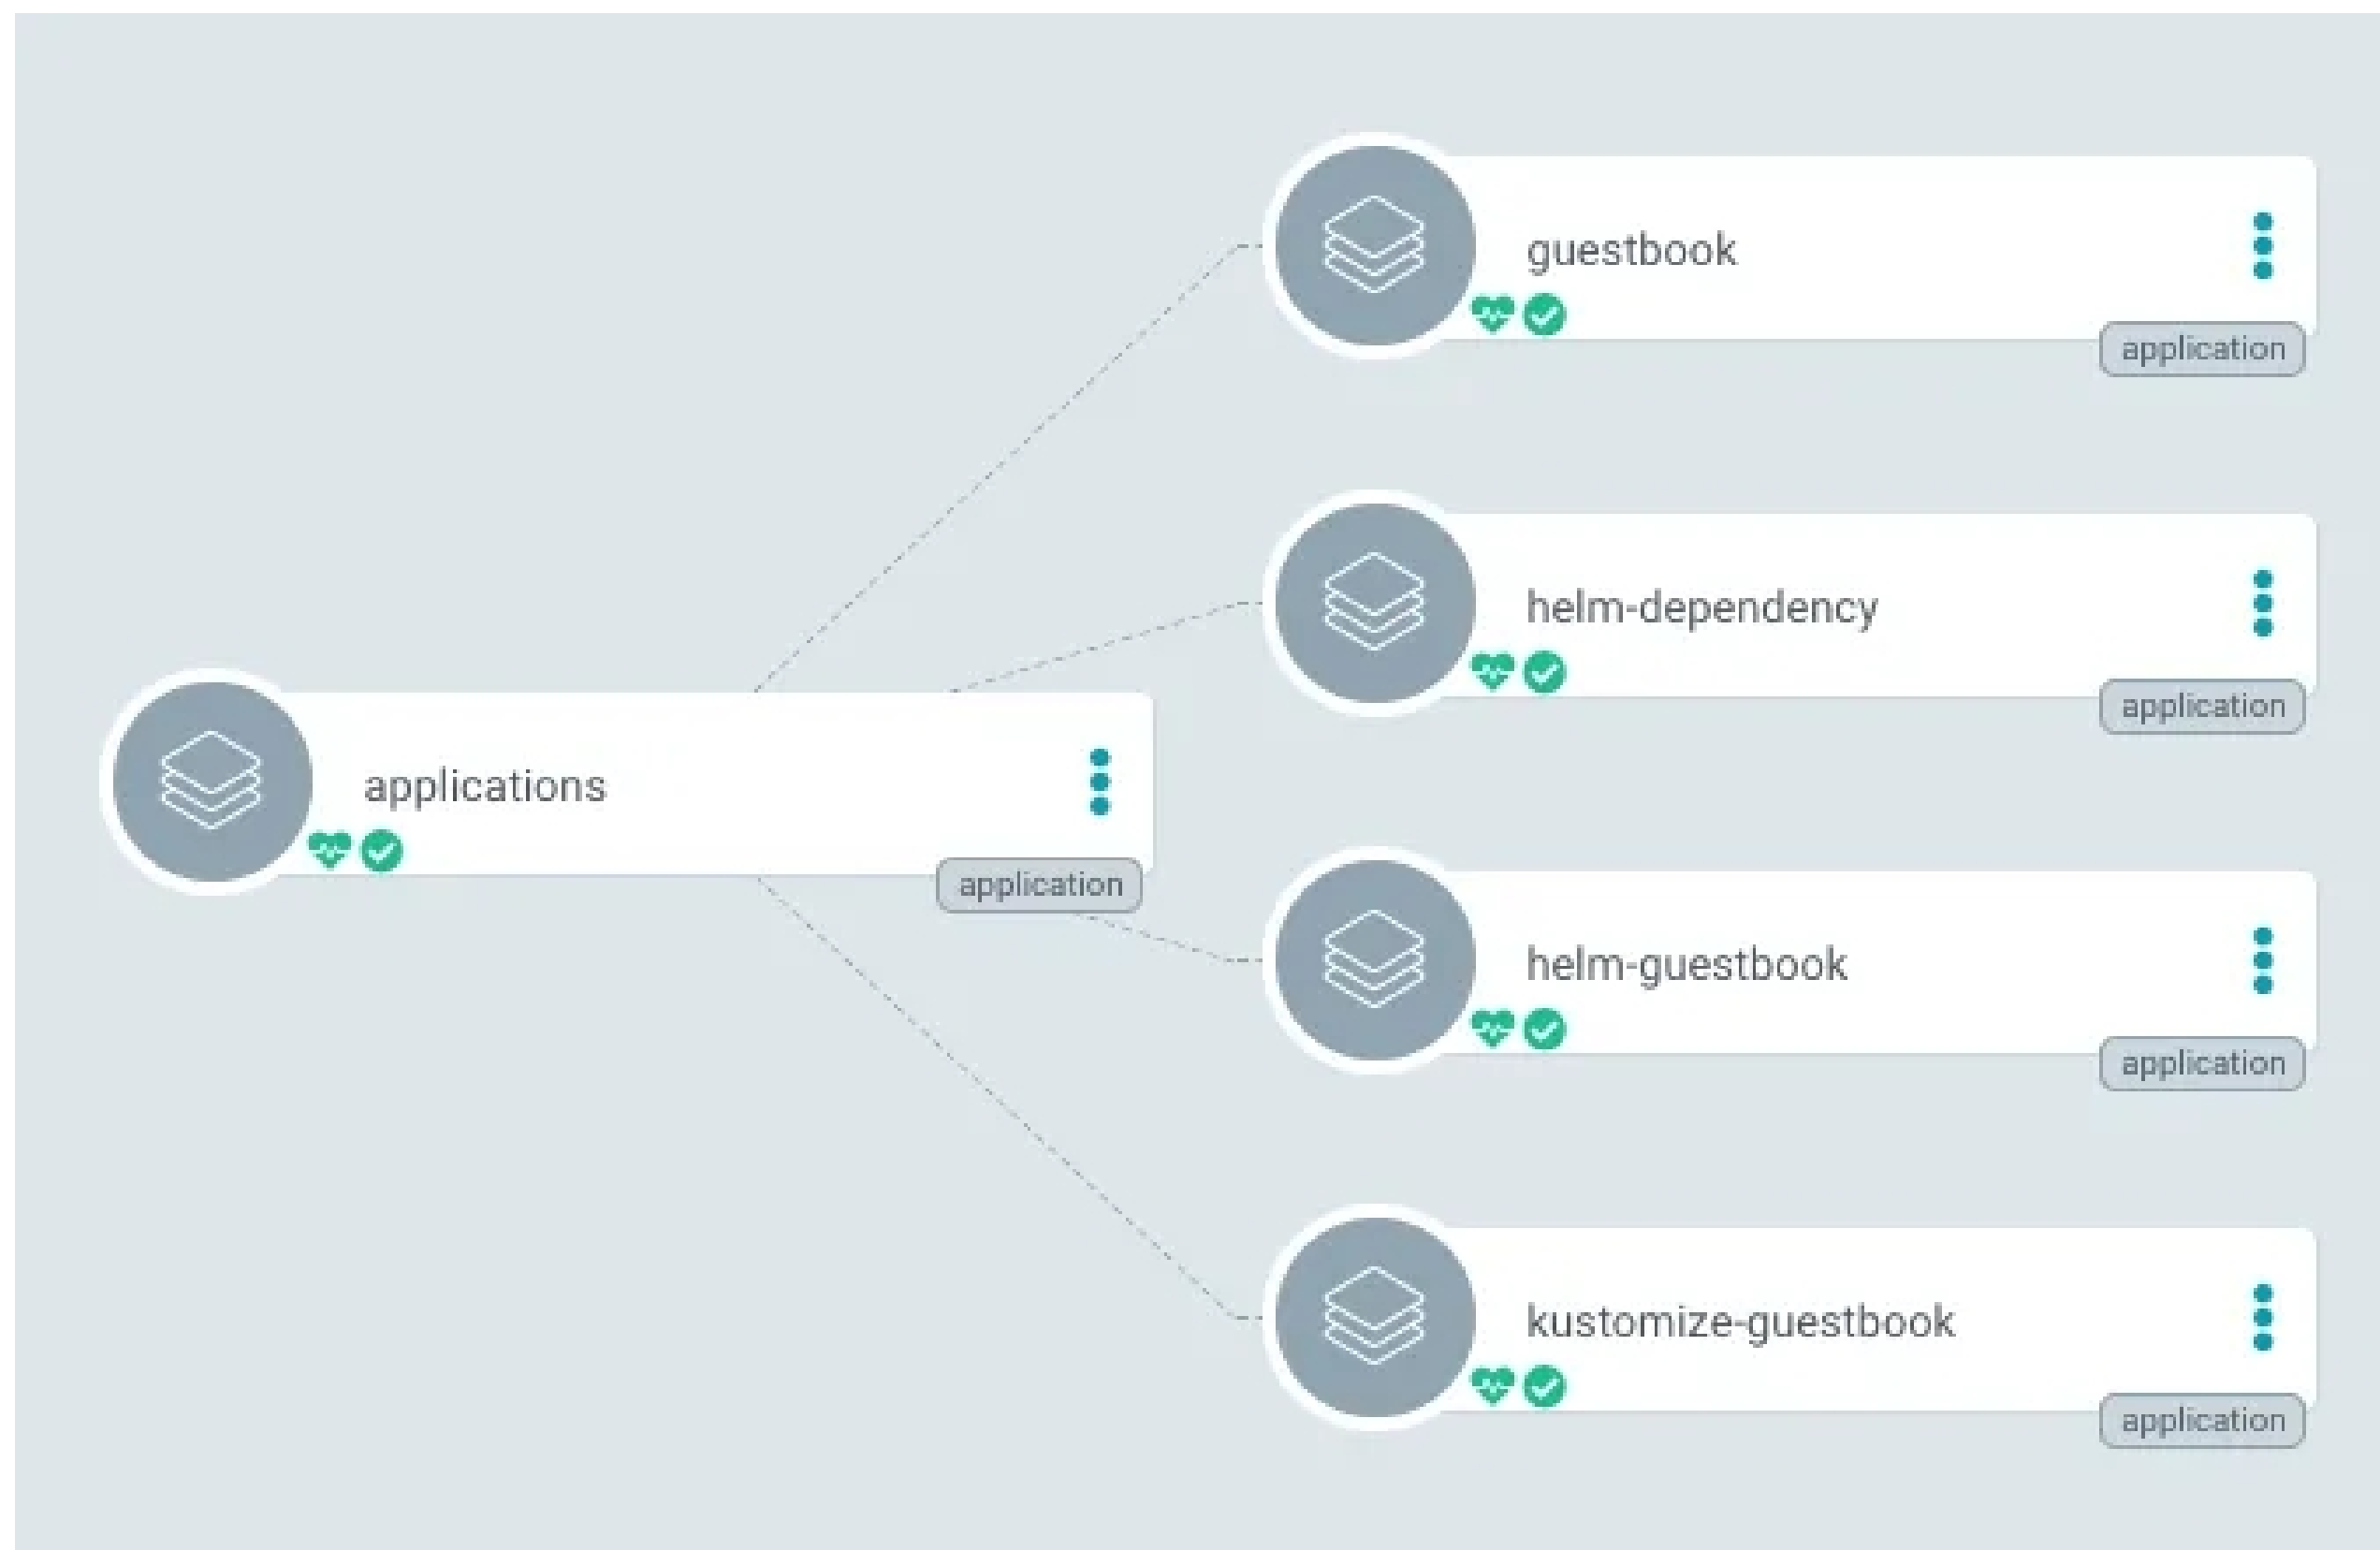 guestbook
application
helm-dependency
application
applications
application
helm-guestbook
application
kustomize-guestbook
application